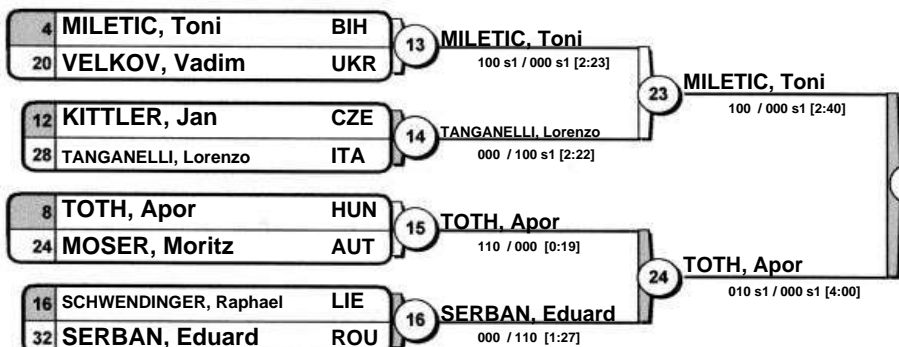 4 MILETIC, Toni BIH
20 VELKOV, Vadim UKR
13
MILETIC, Toni
100 s1 / 000 s1 [2:23]
12 KITTLER, Jan CZE
28 TANGANELLI, Lorenzo ITA
14
TANGANELLI, Lorenzo
000 / 100 s1 [2:22]
23
MILETIC, Toni
100 / 000 s1 [2:40]
8 TOTH, Apor HUN
24 MOSER, Moritz AUT
15
TOTH, Apor
110 / 000 [0:19]
16 SCHWENDINGER, Raphael LIE
32 SERBAN, Eduard ROU
16
SERBAN, Eduard
000 / 110 [1:27]
24
TOTH, Apor
010 s1 / 000 s1 [4:00]